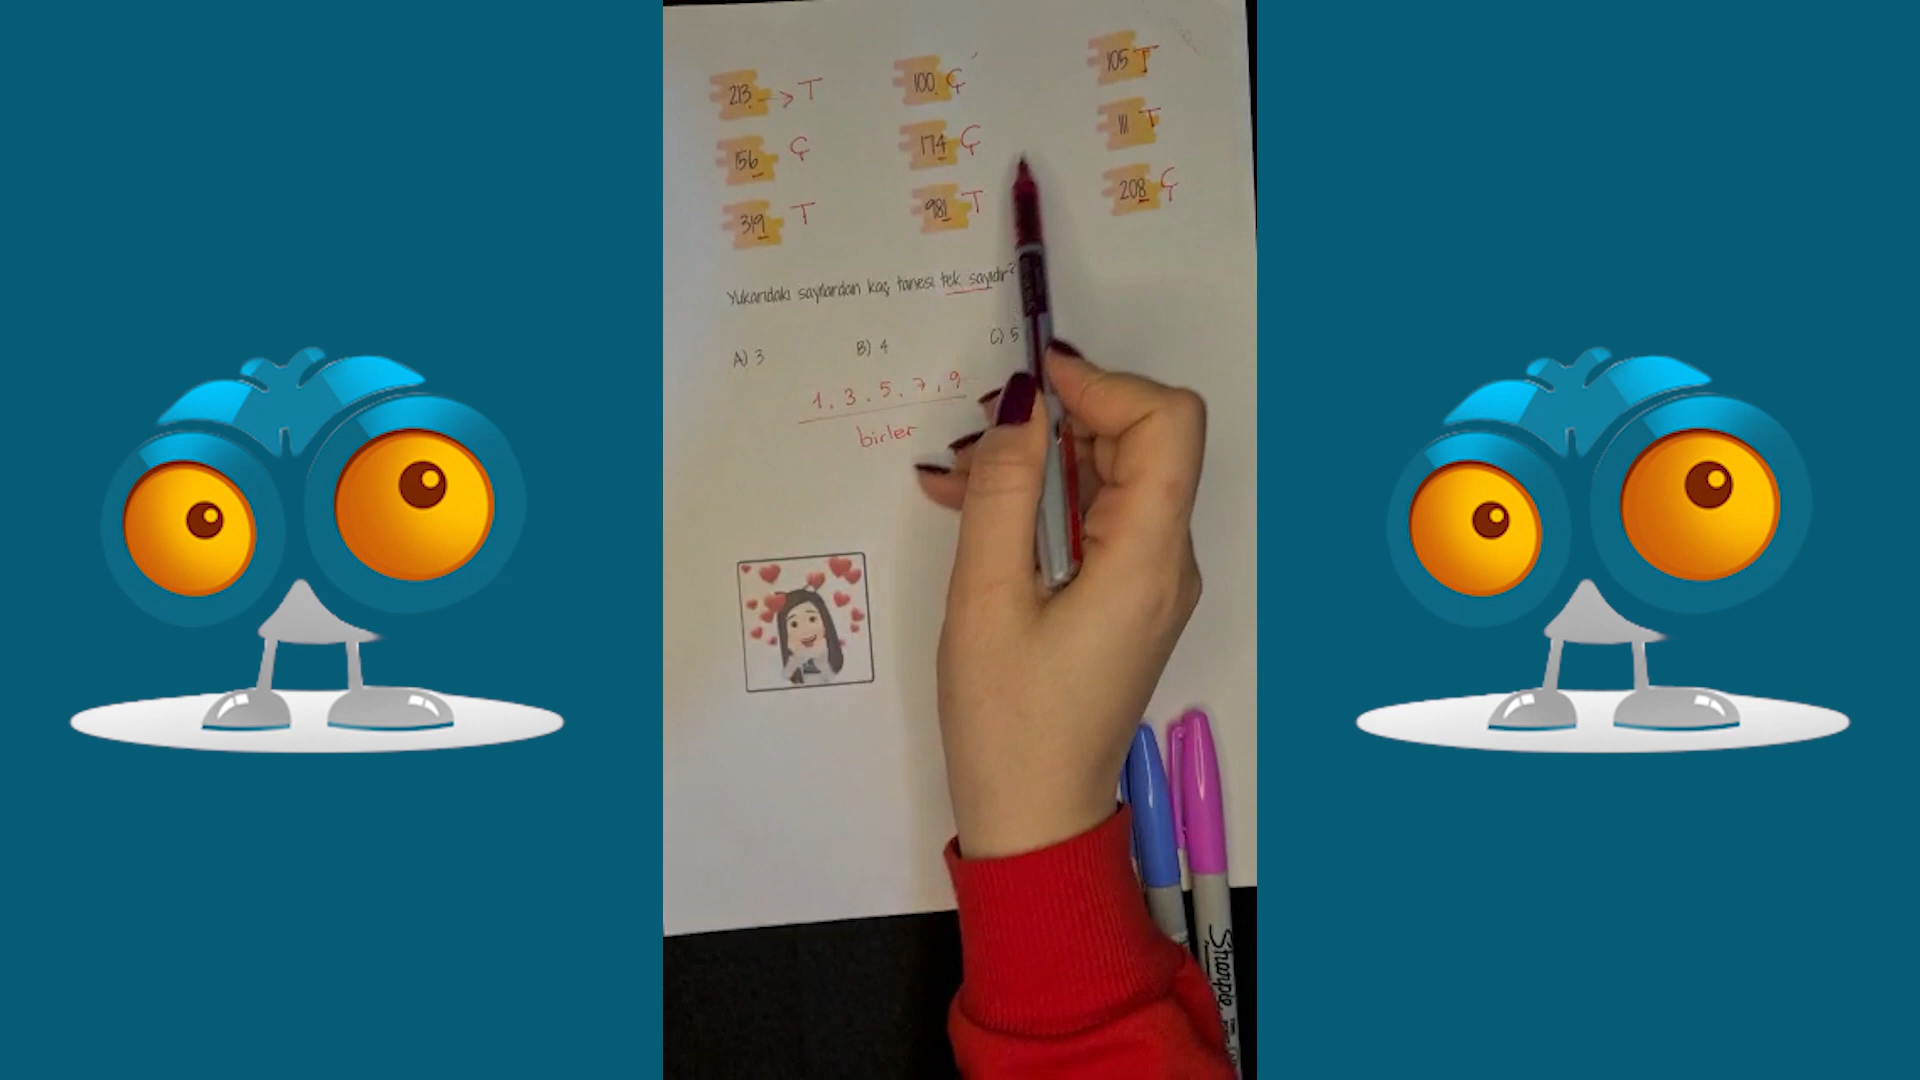 213 → T
100 Ç
105 T
156 Ç
174 Ç
111 T
319 T
981 T
208 Ç
Yukarıdaki sayılardan kaç tanesi tek sayıdır?
A) 3 B) 4 C) 5
1, 3, 5, 7, 9
birler
Sharpie